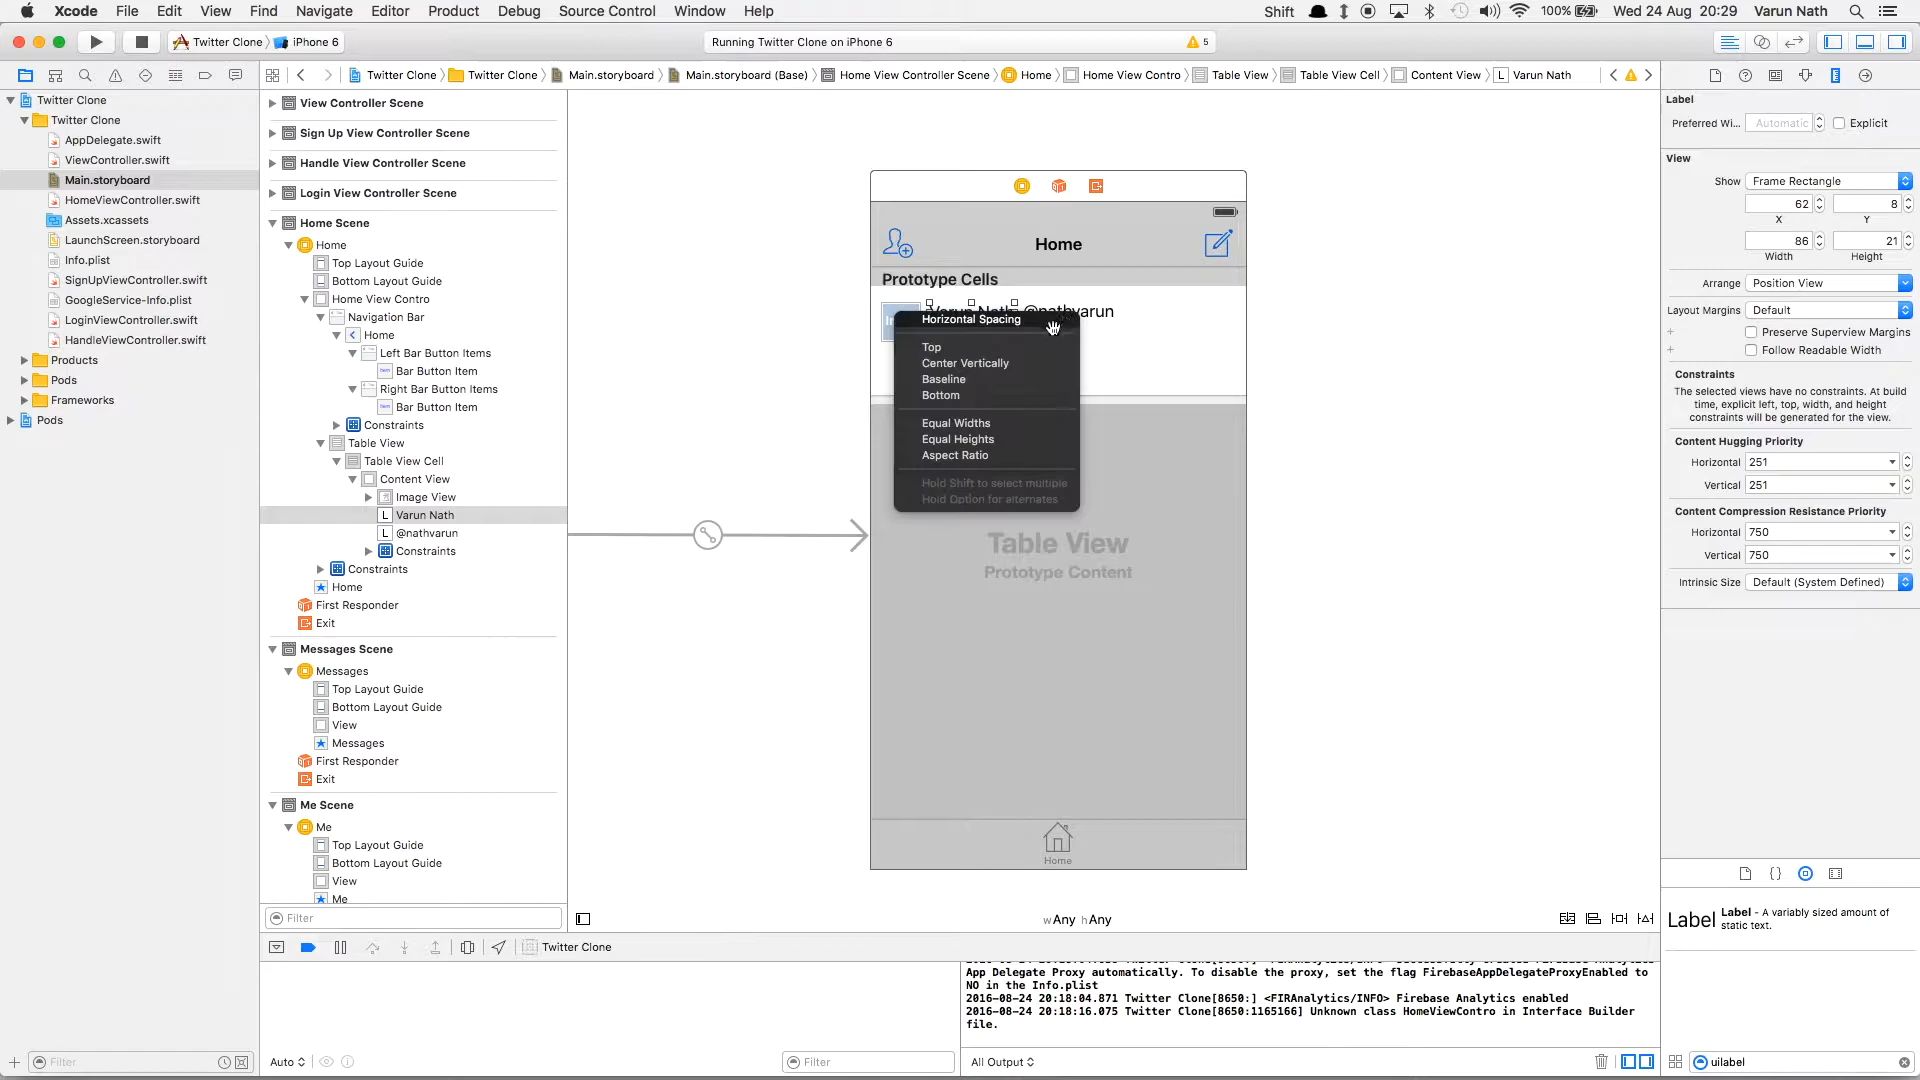 Xcode File Edit View Find Navigate Editor Product Debug Source Control Window Help
Shift 100% Wed 24 Aug 20:29 Varun Nath
Twitter Clone iPhone 6
Running Twitter Clone on iPhone 6
5
Twitter Clone Twitter Clone Main.storyboard Main.storyboard (Base) Home View Controller Scene Home Home View Contro Table View Table View Cell Content View L Varun Nath
Twitter Clone
Twitter Clone
AppDelegate.swift
ViewController.swift
Main.storyboard
HomeViewController.swift
Assets.xcassets
LaunchScreen.storyboard
Info.plist
SignUpViewController.swift
GoogleService-Info.plist
LoginViewController.swift
HandleViewController.swift
Products
Pods
Frameworks
Pods
Filter
View Controller Scene
Sign Up View Controller Scene
Handle View Controller Scene
Login View Controller Scene
Home Scene
Home
Top Layout Guide
Bottom Layout Guide
Home View Contro
Navigation Bar
Home
Left Bar Button Items
Bar Button Item
Right Bar Button Items
Bar Button Item
Constraints
Table View
Table View Cell
Content View
Image View
L Varun Nath
L @nathvarun
Constraints
Constraints
Home
First Responder
Exit
Messages Scene
Messages
Top Layout Guide
Bottom Layout Guide
View
Messages
First Responder
Exit
Me Scene
Me
Top Layout Guide
Bottom Layout Guide
View
Me
Filter
Home
Prototype Cells
Varun Nath @nathvarun
Horizontal Spacing
Top
Center Vertically
Baseline
Bottom
Equal Widths
Equal Heights
Aspect Ratio
Hold Shift to select multiple
Hold Option for alternates
Table View
Prototype Content
Home
wAny hAny
Twitter Clone
App Delegate Proxy automatically. To disable the proxy, set the flag FirebaseAppDelegateProxyEnabled to
NO in the Info.plist
2016-08-24 20:18:04.871 Twitter Clone[8650:] <FIRAnalytics/INFO> Firebase Analytics enabled
2016-08-24 20:18:16.075 Twitter Clone[8650:1165166] Unknown class HomeViewContro in Interface Builder
file.
Auto
Filter
All Output
Label
Preferred Wi... Automatic Explicit
View
Show Frame Rectangle
62 8
X Y
86 21
Width Height
Arrange Position View
Layout Margins Default
Preserve Superview Margins
Follow Readable Width
Constraints
The selected views have no constraints. At build
time, explicit left, top, width, and height
constraints will be generated for the view.
Content Hugging Priority
Horizontal 251
Vertical 251
Content Compression Resistance Priority
Horizontal 750
Vertical 750
Intrinsic Size Default (System Defined)
Label Label - A variably sized amount of
static text.
uilabel